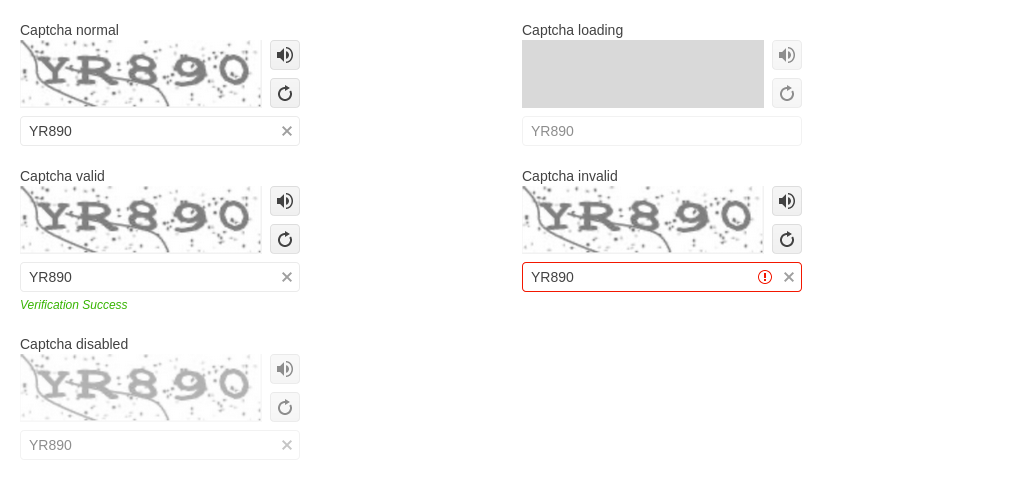 Captcha normal
YR890
YR890
Captcha loading
YR890
Captcha valid
YR890
YR890
Verification Success
Captcha invalid
YR890
YR890
Captcha disabled
YR890
YR890